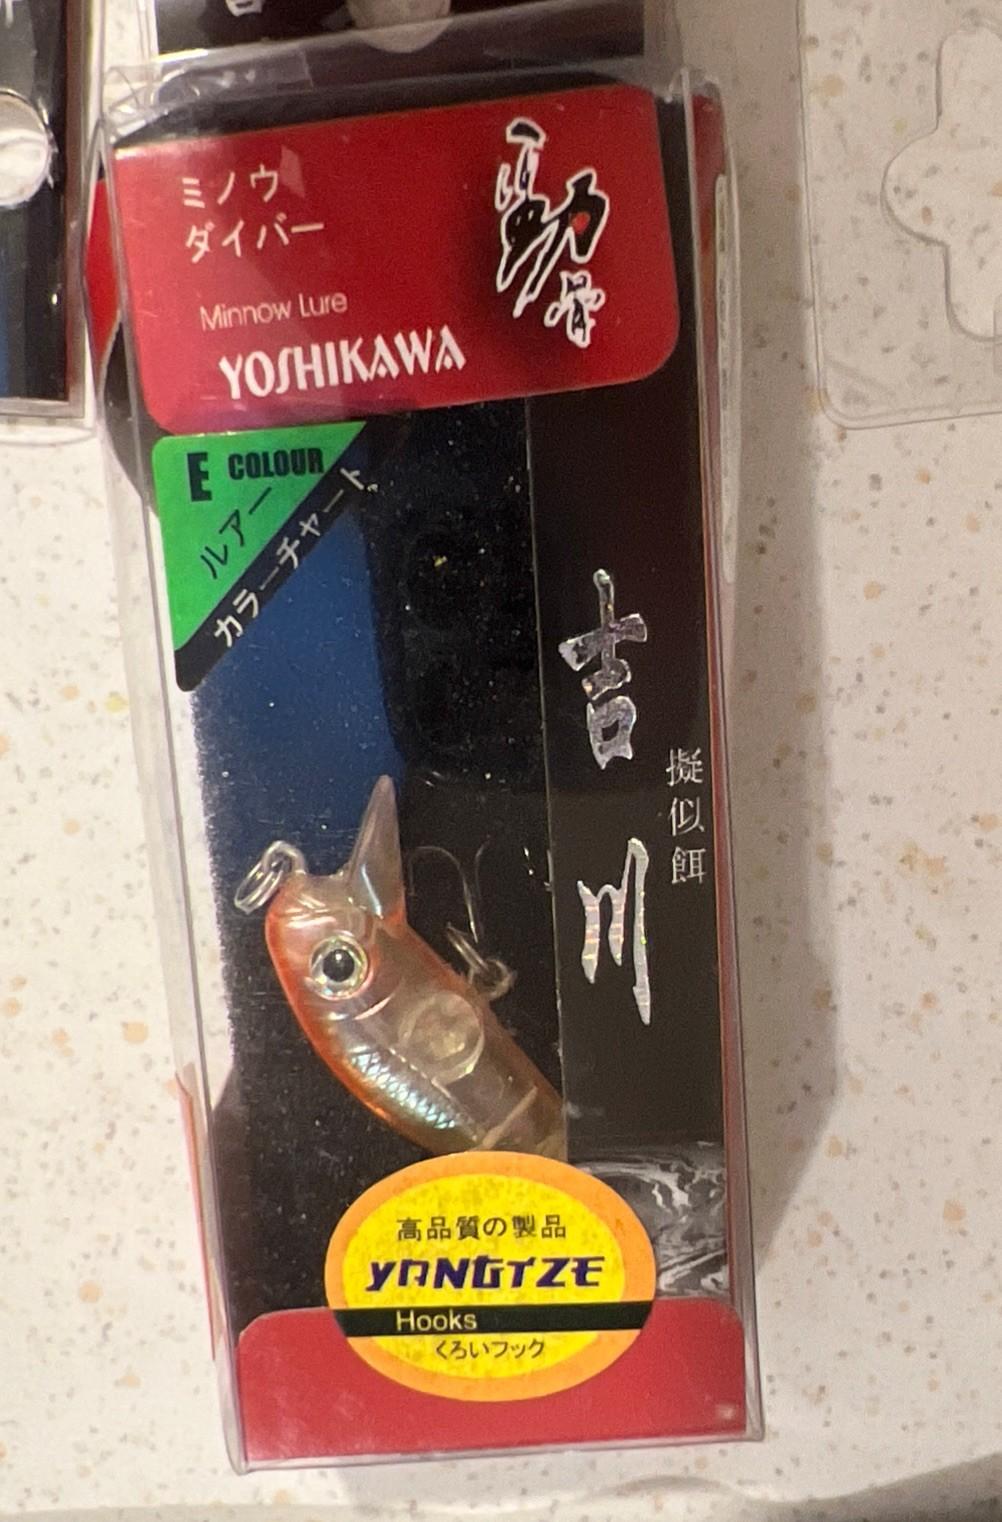 ミノウ
ダイバー
Minnow Lure
YOSHIKAWA
E COLOUR
ルアー
カラーチャート
吉川
擬似餌
高品質の製品
YANGTZE
Hooks
くろいフック